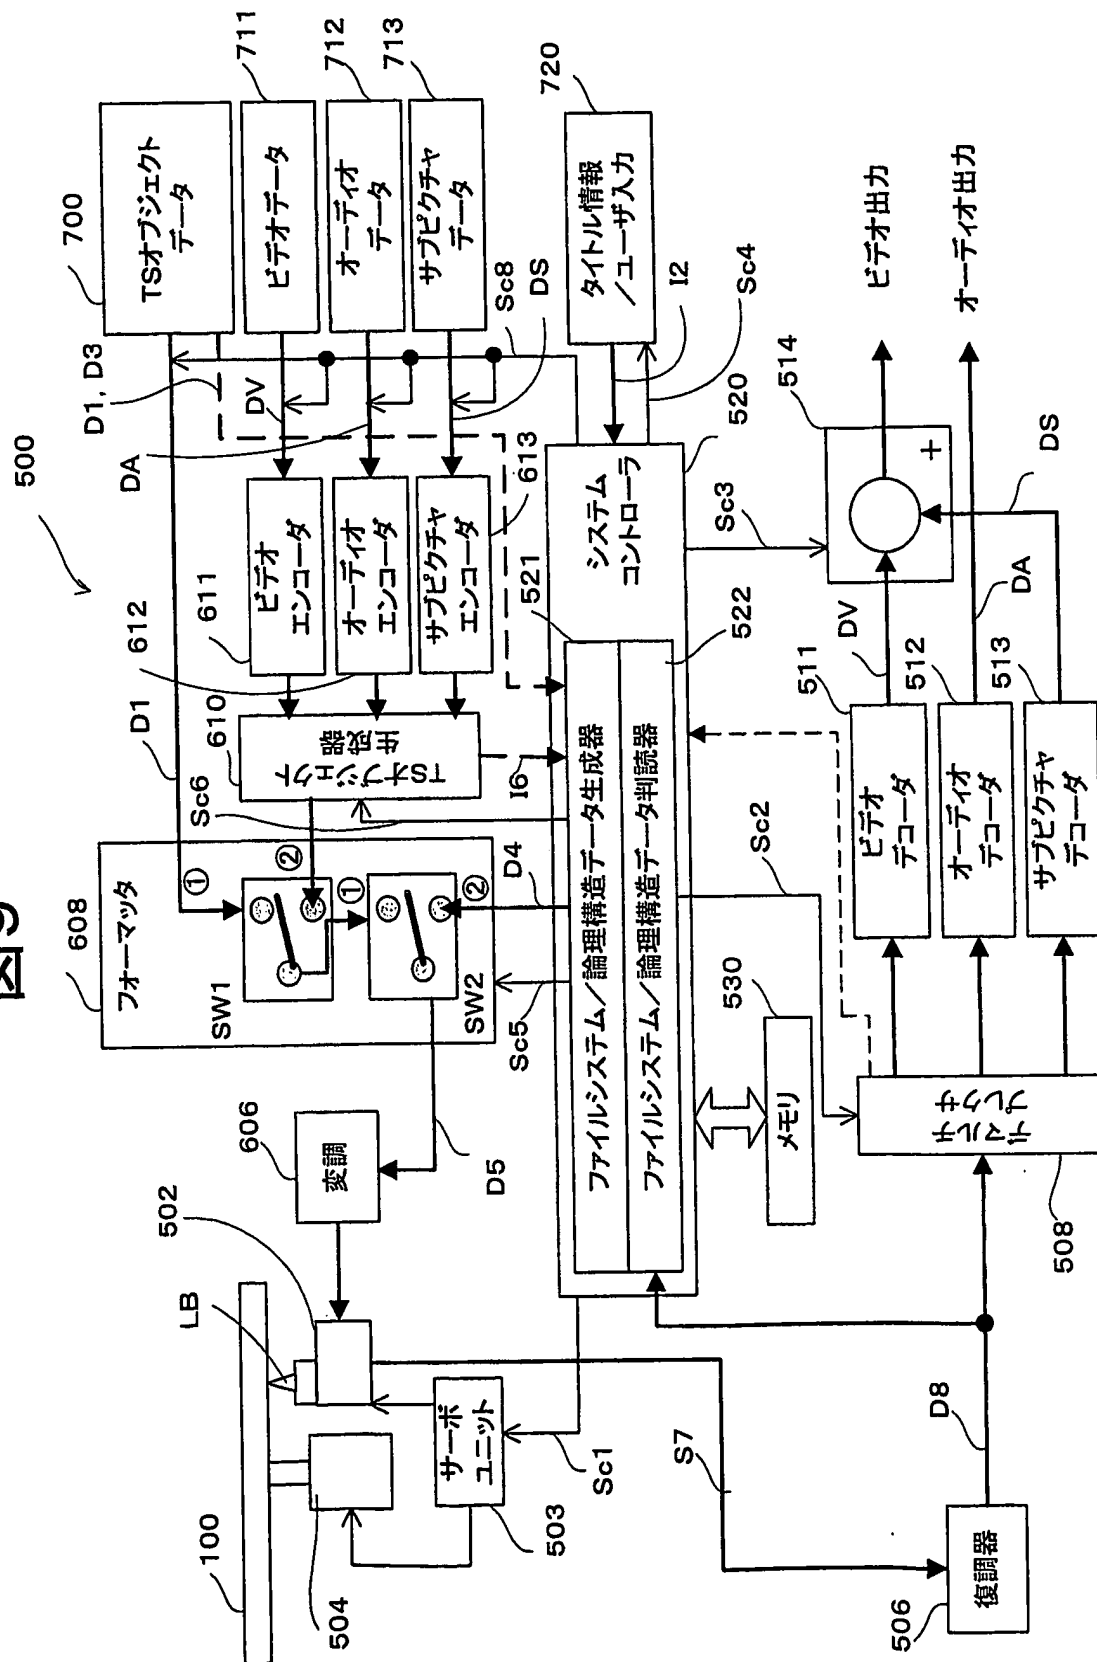 図9
500
100
LB
502
504
サーボ
ユニット
503
Sc1
S7
復調器
506
D8
変調
606
D5
フォーマッタ
608
①
②
①
②
SW1
SW2
Sc5
D4
D1
Sc6
TSオブジェクト
生成器
610
I6
ビデオ
エンコーダ
611
オーディオ
エンコーダ
612
サブピクチャ
エンコーダ
613
DV
DA
DS
D1, D3
Sc8
TSオブジェクト
データ
700
ビデオデータ
711
オーディオ
データ
712
サブピクチャ
データ
713
タイトル情報
/ユーザ入力
720
I2
Sc4
システム
コントローラ
520
ファイルシステム/論理構造データ生成器
521
ファイルシステム/論理構造データ判読器
522
メモリ
530
Sc2
Sc3
デマルチ
プレクサ
508
ビデオ
デコーダ
511
オーディオ
デコーダ
512
サブピクチャ
デコーダ
513
DV
DA
DS
514
+
ビデオ出力
オーディオ出力